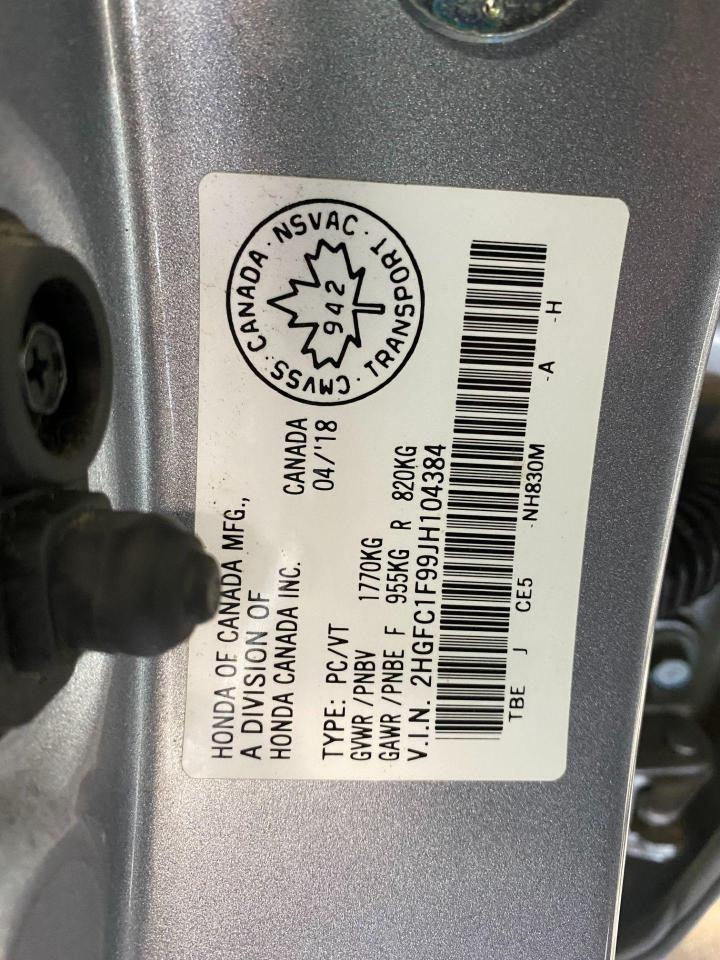 HONDA OF CANADA MFG.,
A DIVISION OF
HONDA CANADA INC.
CANADA
04/'18
TYPE: PC/VT
GVWR/PNBV 1770KG
GAWR/PNBE F 955KG R 820KG
V.I.N. 2HGFC1F99JH104384
TBE J CE5 -NH830M -A -H
CMVSS · CANADA · NSVAC · TRANSPORT ·
942